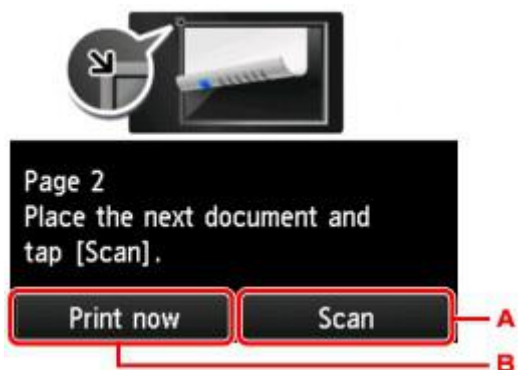 Page 2
Place the next document and
tap [Scan].
Print now Scan
A
B